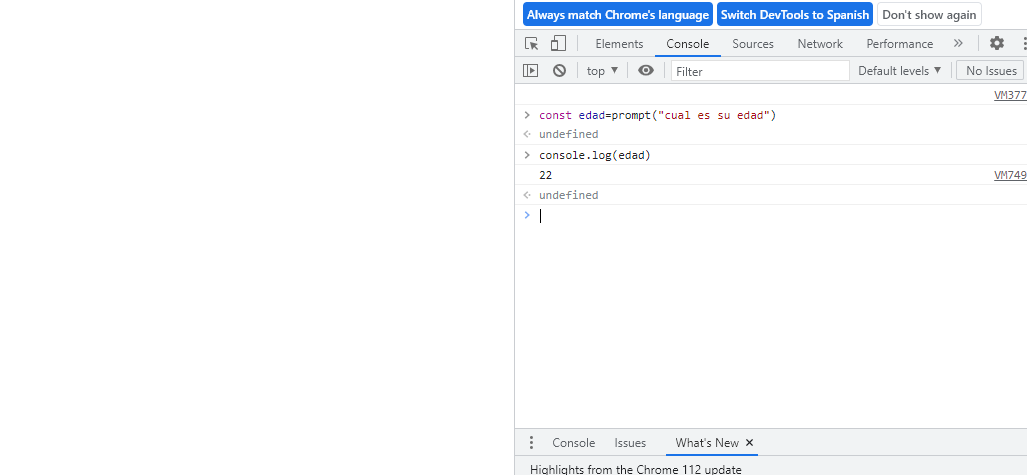 Always match Chrome's language Switch DevTools to Spanish Don't show again
Elements Console Sources Network Performance »
top ▼ Filter Default levels ▼ No Issues
VM377
> const edad=prompt("cual es su edad")
<· undefined
> console.log(edad)
22 VM749
<· undefined
>
Console Issues What's New ×
Highlights from the Chrome 112 update